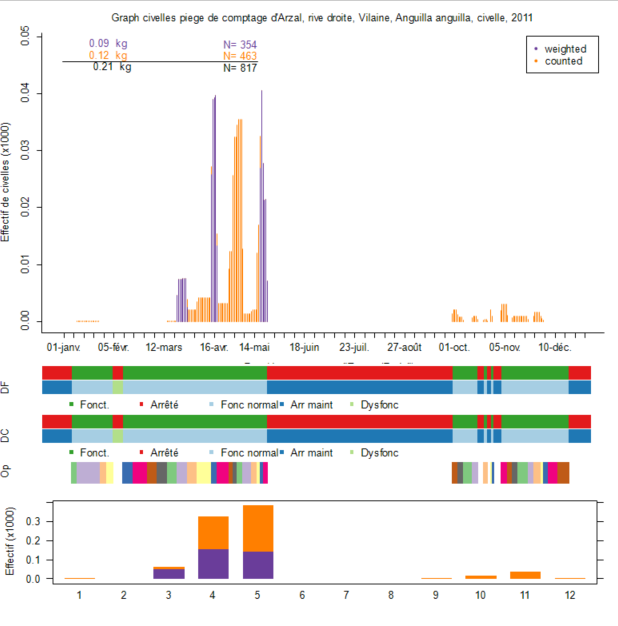 Graph civelles piege de comptage d'Arzal, rive droite, Vilaine, Anguilla anguilla, civelle, 2011
Effectif de civelles (x1000)
0.05
0.04
0.03
0.02
0.01
0.00
0.09 kg N= 354
0.12 kg N= 463
0.21 kg N= 817
weighted
counted
01-janv. 05-févr. 12-mars 16-avr. 14-mai 18-juin 23-juil. 27-août 01-oct. 05-nov. 10-déc.
DF
Fonct. Arrêté Fonc normal Arr maint Dysfonc
DC
Fonct. Arrêté Fonc normal Arr maint Dysfonc
Op
Effectif (x1000)
0.3
0.2
0.1
0.0
1 2 3 4 5 6 7 8 9 10 11 12